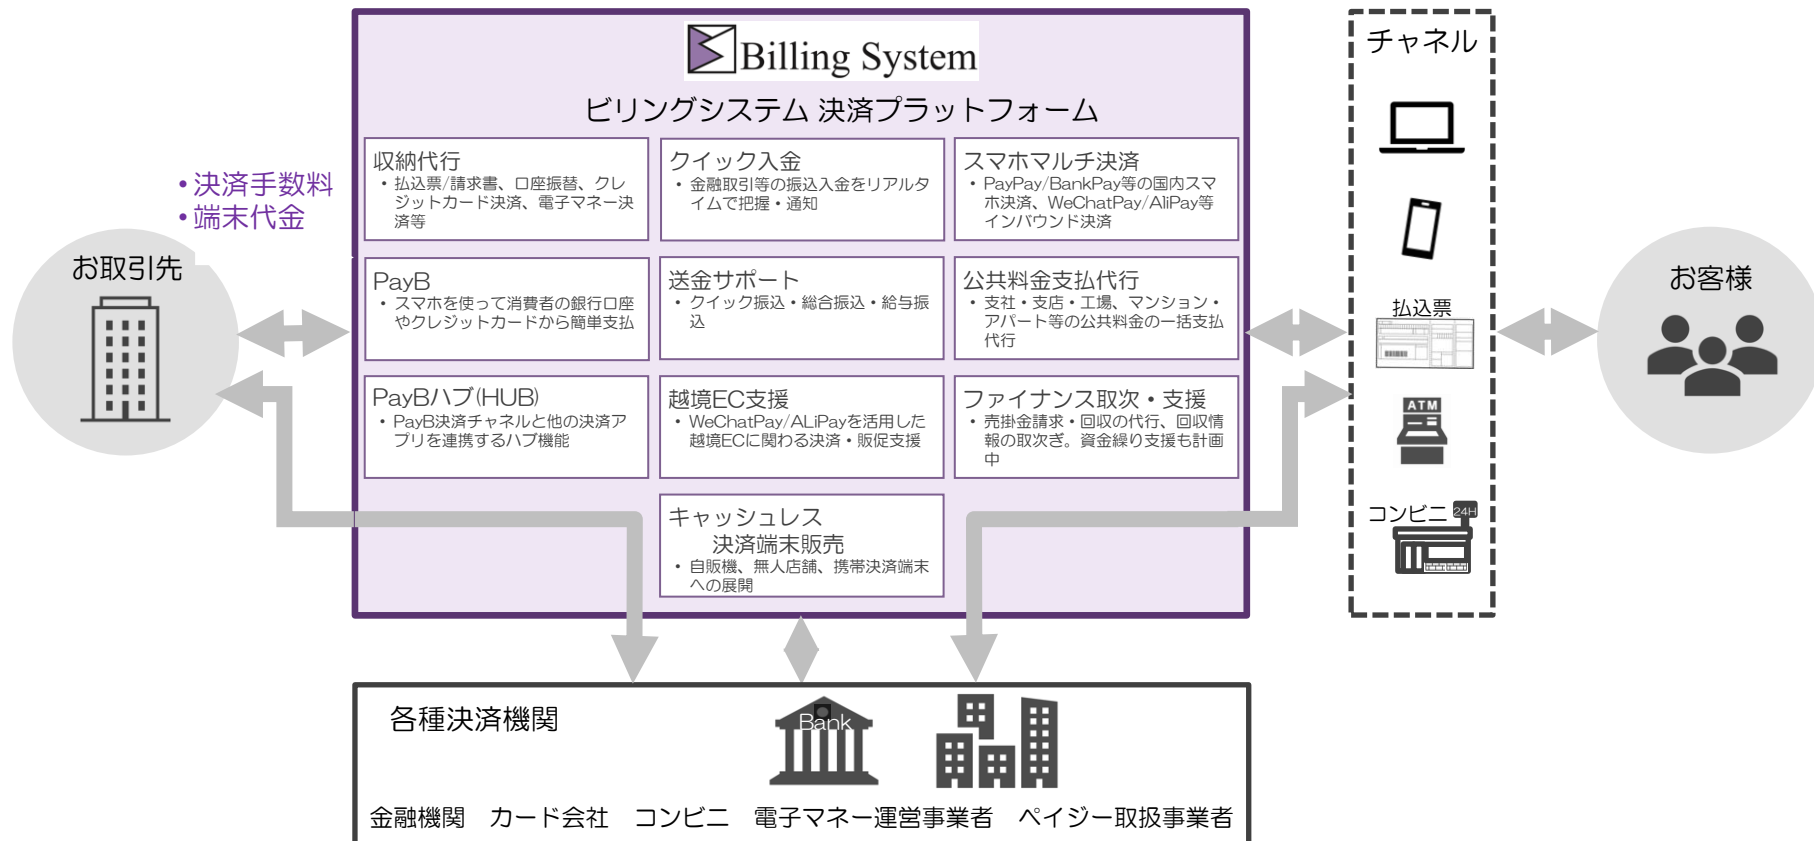 Billing System
ビリングシステム 決済プラットフォーム
・決済手数料
・端末代金
お取引先
収納代行
・払込票/請求書、口座振替、クレ
ジットカード決済、電子マネー決
済等
クイック入金
・金融取引等の振込入金をリアルタ
イムで把握・通知
スマホマルチ決済
・PayPay/BankPay等の国内スマ
ホ決済、WeChatPay/AliPay等
インバウンド決済
PayB
・スマホを使って消費者の銀行口座
やクレジットカードから簡単支払
送金サポート
・クイック振込・総合振込・給与振
込
公共料金支払代行
・支社・支店・工場、マンション・
アパート等の公共料金の一括支払
代行
PayBハブ(HUB)
・PayB決済チャネルと他の決済ア
プリを連携するハブ機能
越境EC支援
・WeChatPay/ALiPayを活用した
越境ECに関わる決済・販促支援
ファイナンス取次・支援
・売掛金請求・回収の代行、回収情
報の取次ぎ。資金繰り支援も計画
中
キャッシュレス
決済端末販売
・自販機、無人店舗、携帯決済端末
への展開
チャネル
払込票
ATM
コンビニ
24H
お客様
各種決済機関
Bank
金融機関 カード会社 コンビニ 電子マネー運営事業者 ペイジー取扱事業者